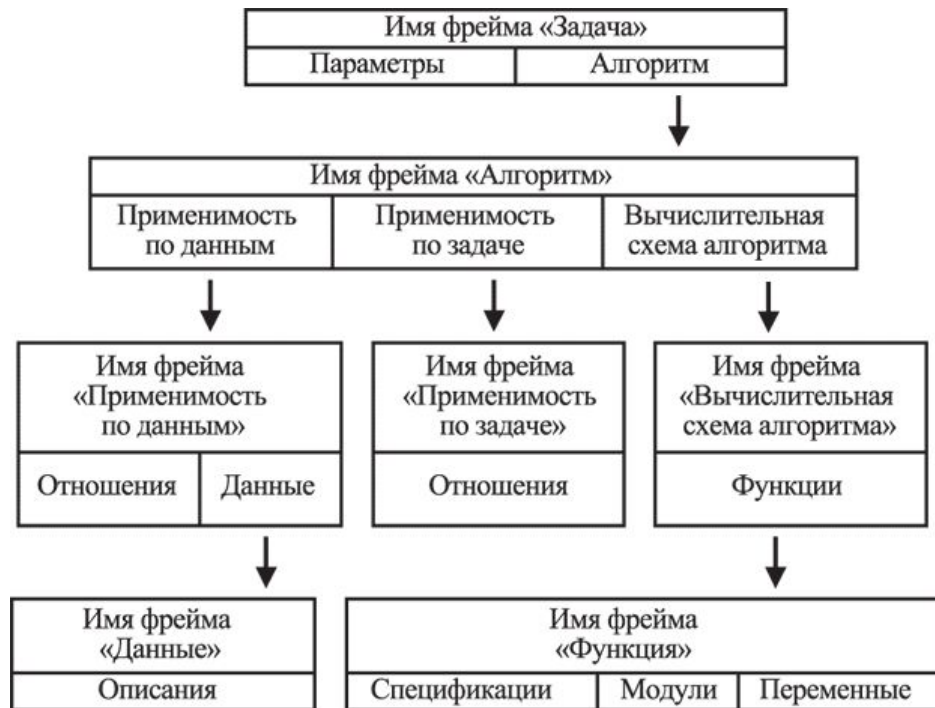 Имя фрейма «Задача»
Параметры
Алгоритм
Имя фрейма «Алгоритм»
Применимость
по данным
Применимость
по задаче
Вычислительная
схема алгоритма
Имя фрейма
«Применимость
по данным»
Отношения
Данные
Имя фрейма
«Применимость
по задаче»
Отношения
Имя фрейма
«Вычислительная
схема алгоритма»
Функции
Имя фрейма
«Данные»
Описания
Имя фрейма
«Функция»
Спецификации
Модули
Переменные